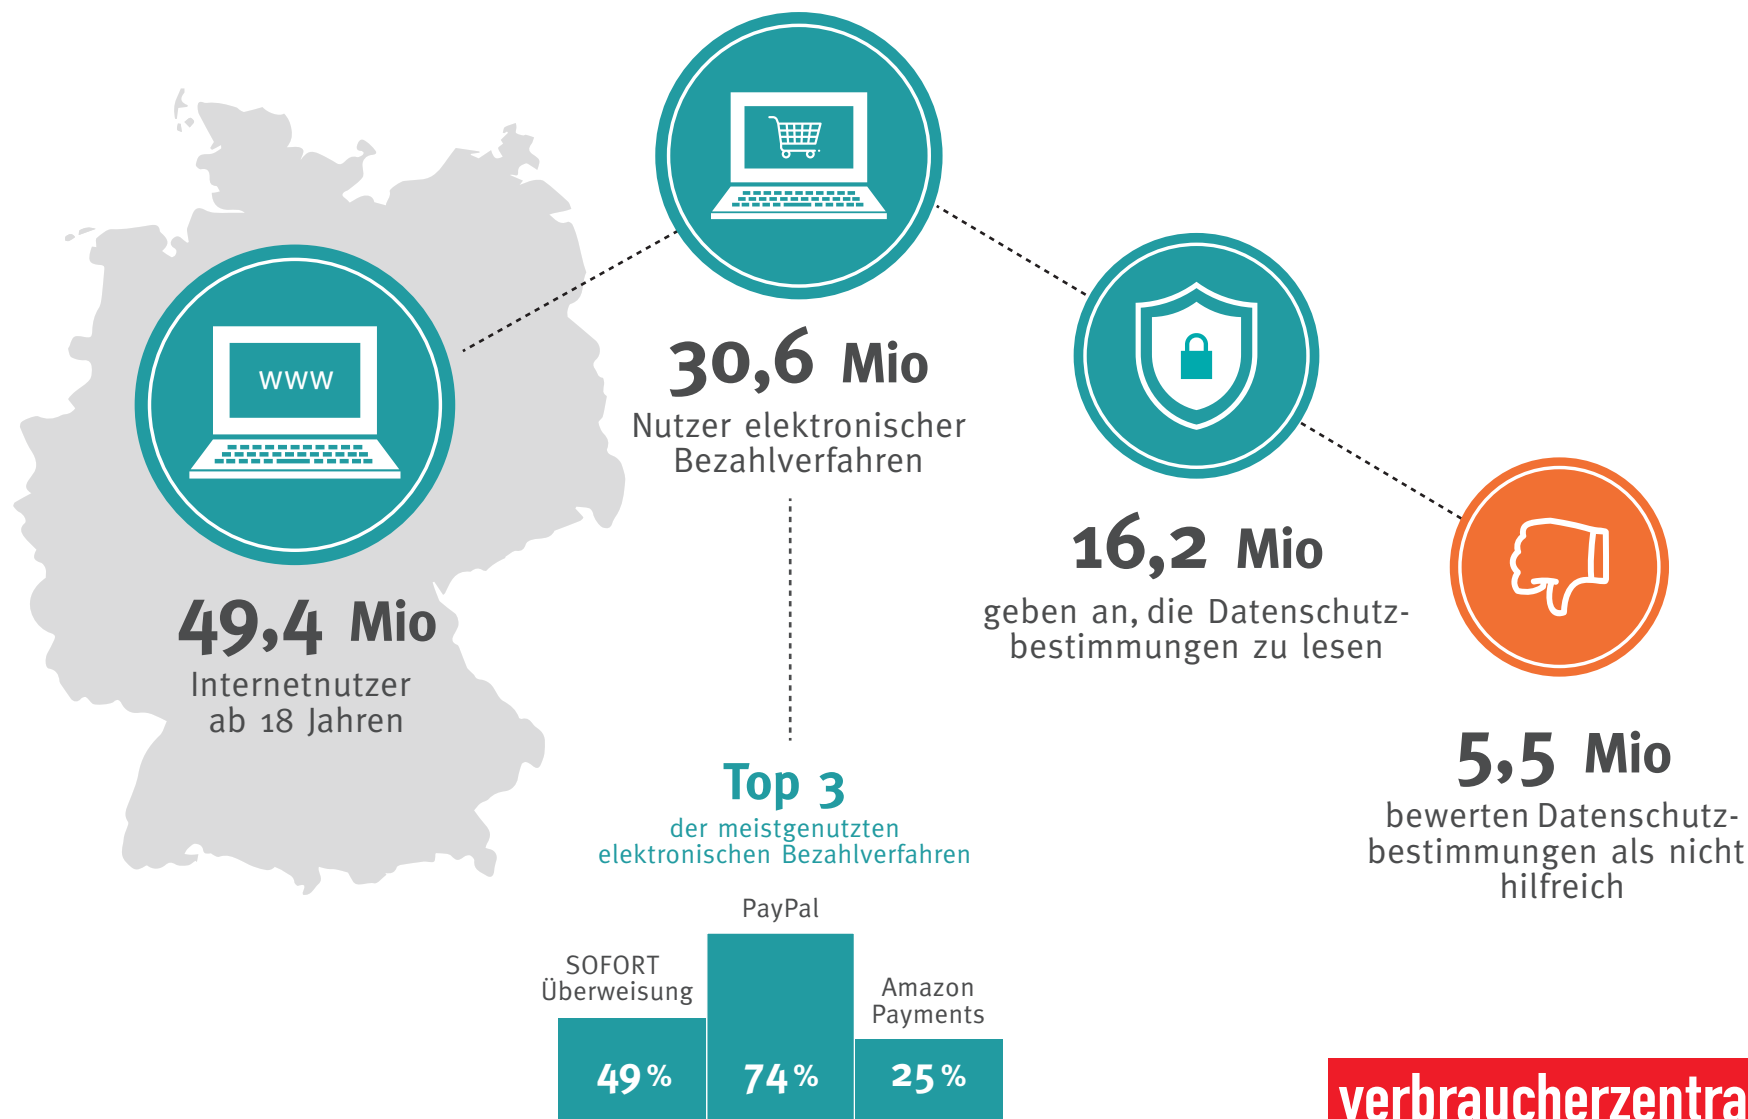 www
49,4 Mio
Internetnutzer
ab 18 Jahren
30,6 Mio
Nutzer elektronischer
Bezahlverfahren
16,2 Mio
geben an, die Datenschutz-
bestimmungen zu lesen
5,5 Mio
bewerten Datenschutz-
bestimmungen als nicht
hilfreich
Top 3
der meistgenutzten
elektronischen Bezahlverfahren
SOFORT
Überweisung
49 %
PayPal
74 %
Amazon
Payments
25 %
verbraucherzentra